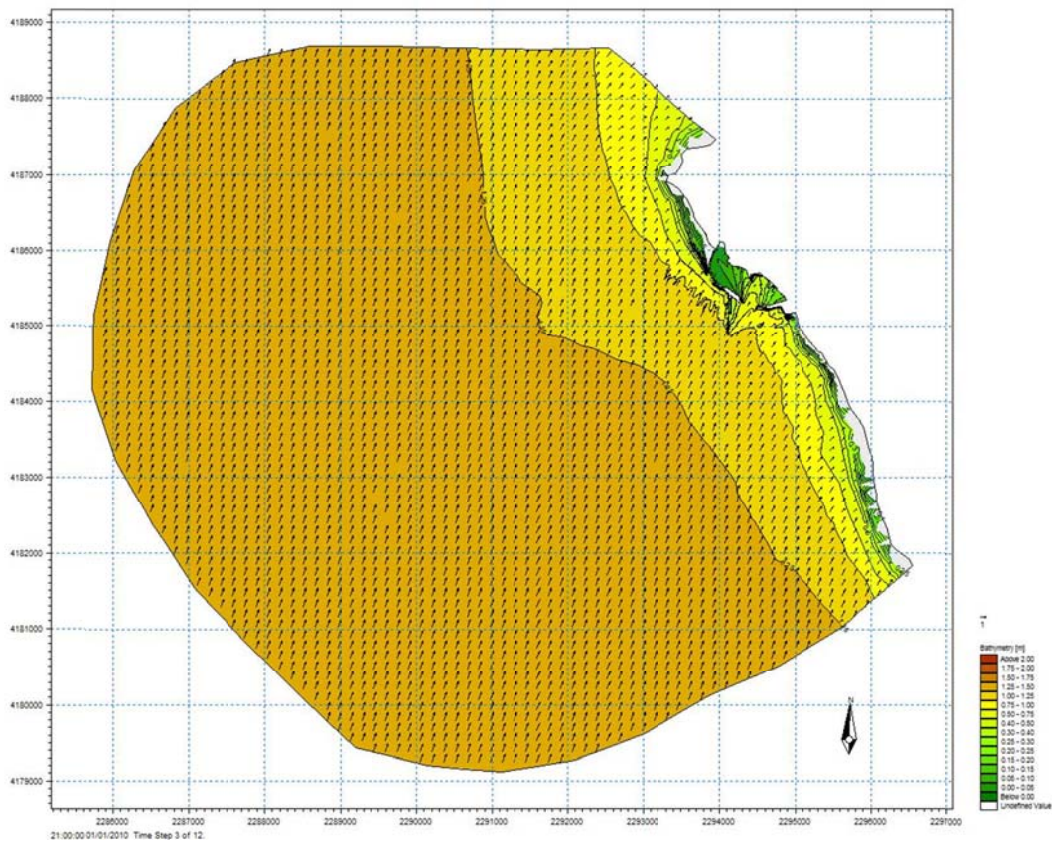 4189000
4188000
4187000
4186000
4185000
4184000
4183000
4182000
4181000
4180000
4179000
2286000 2287000 2288000 2289000 2290000 2291000 2292000 2293000 2294000 2295000 2296000 2297000
21:00:00 01/01/2010 Time Step 3 of 12.
1
Bathymetry [m]
Above 2.00
1.75 - 2.00
1.50 - 1.75
1.25 - 1.50
1.00 - 1.25
0.75 - 1.00
0.50 - 0.75
0.40 - 0.50
0.30 - 0.40
0.25 - 0.30
0.20 - 0.25
0.15 - 0.20
0.10 - 0.15
0.05 - 0.10
0.00 - 0.05
Below 0.00
Undefined Value
N